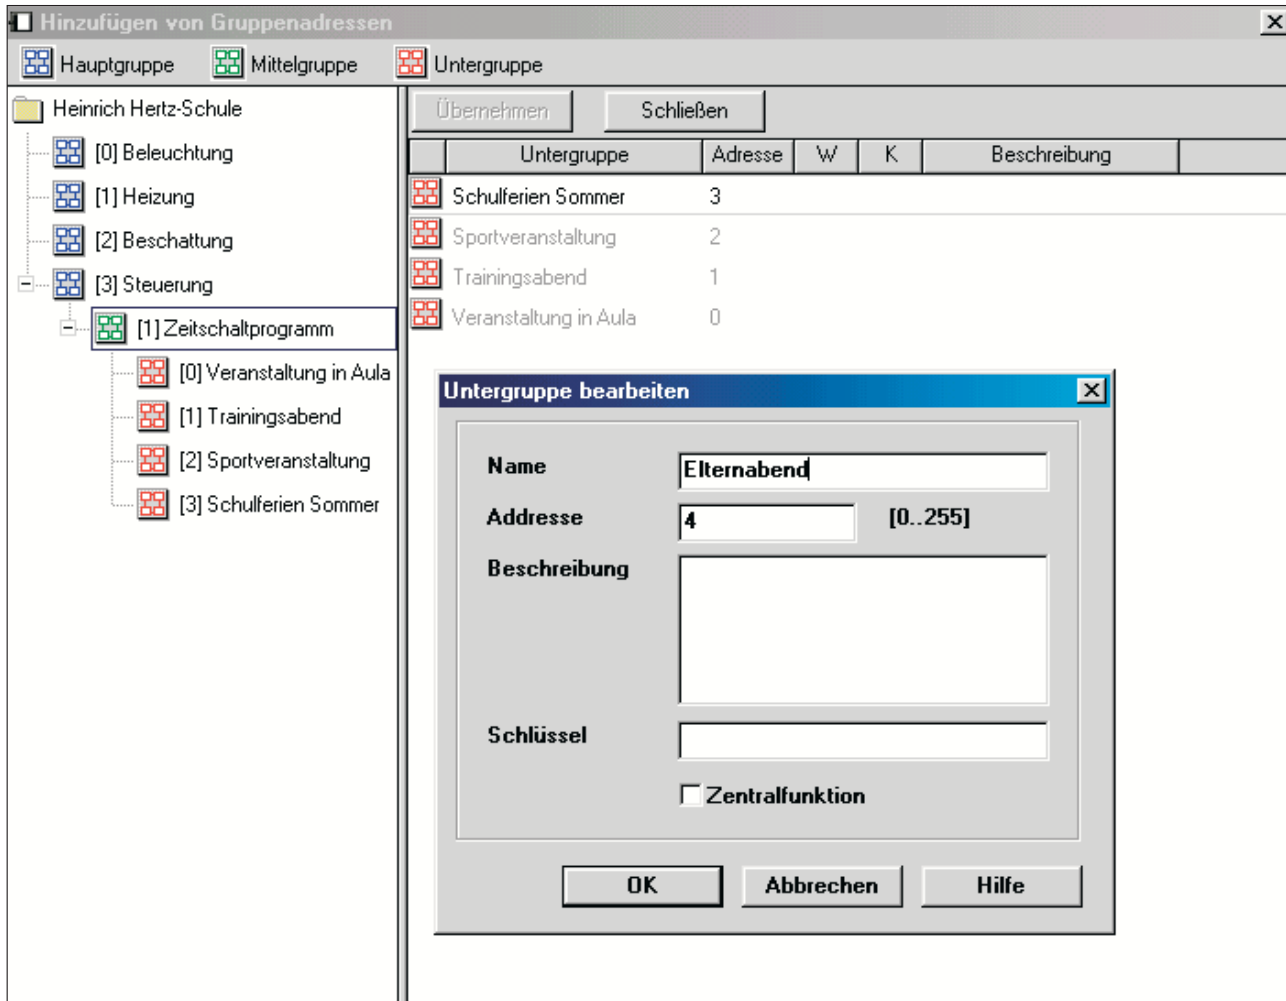 Hinzufügen von Gruppenadressen
Hauptgruppe Mittelgruppe Untergruppe
Heinrich Hertz-Schule
[0] Beleuchtung
[1] Heizung
[2] Beschattung
[3] Steuerung
[1] Zeitschaltprogramm
[0] Veranstaltung in Aula
[1] Trainingsabend
[2] Sportveranstaltung
[3] Schulferien Sommer
Übernehmen Schließen
Untergruppe Adresse W K Beschreibung
Schulferien Sommer 3
Sportveranstaltung 2
Trainingsabend 1
Veranstaltung in Aula 0
Untergruppe bearbeiten
Name Elternabend
Addresse 4 [0..255]
Beschreibung
Schlüssel
Zentralfunktion
OK Abbrechen Hilfe